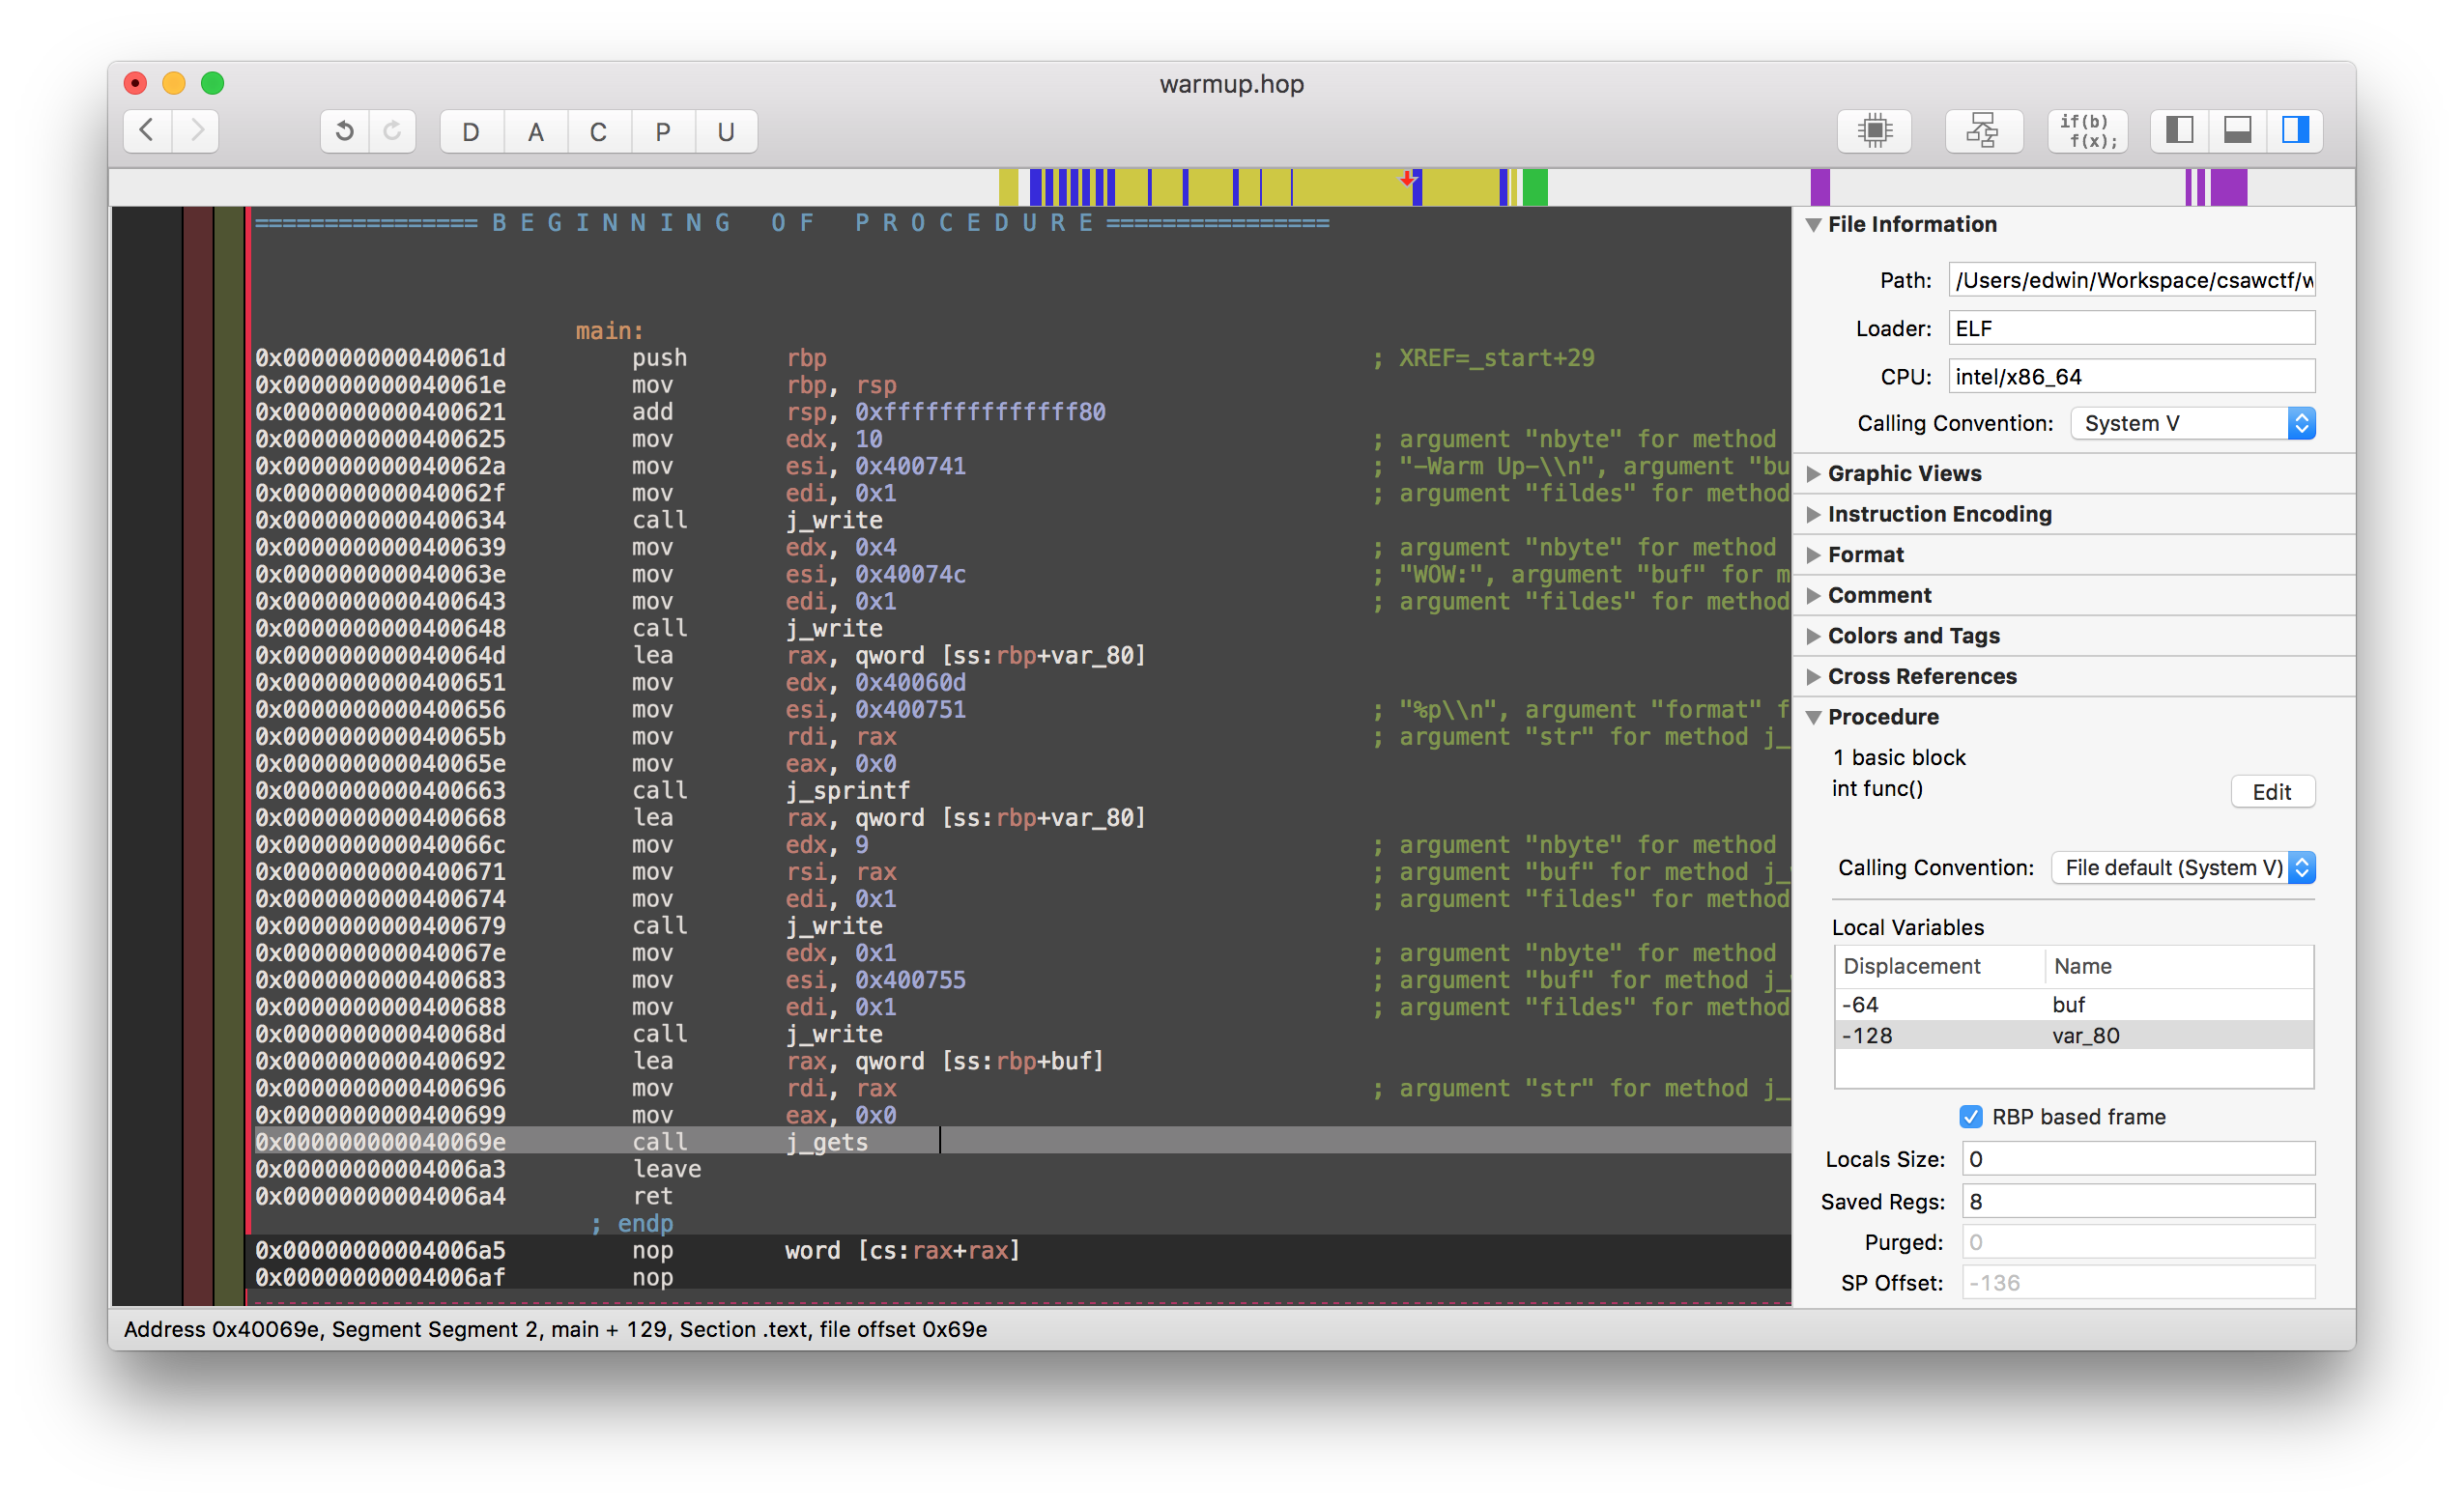 warmup.hop
D A C P U
if(b)
f(x);
================ B E G I N N I N G   O F   P R O C E D U R E ================
main:
0x000000000040061d push rbp ; XREF=_start+29
0x000000000040061e mov rbp, rsp
0x0000000000400621 add rsp, 0xffffffffffffff80
0x0000000000400625 mov edx, 10 ; argument "nbyte" for method
0x000000000040062a mov esi, 0x400741 ; "-Warm Up-\\n", argument "bu
0x000000000040062f mov edi, 0x1 ; argument "fildes" for method
0x0000000000400634 call j_write
0x0000000000400639 mov edx, 0x4 ; argument "nbyte" for method
0x000000000040063e mov esi, 0x40074c ; "WOW:", argument "buf" for m
0x0000000000400643 mov edi, 0x1 ; argument "fildes" for method
0x0000000000400648 call j_write
0x000000000040064d lea rax, qword [ss:rbp+var_80]
0x0000000000400651 mov edx, 0x40060d
0x0000000000400656 mov esi, 0x400751 ; "%p\\n", argument "format" f
0x000000000040065b mov rdi, rax ; argument "str" for method j_
0x000000000040065e mov eax, 0x0
0x0000000000400663 call j_sprintf
0x0000000000400668 lea rax, qword [ss:rbp+var_80]
0x000000000040066c mov edx, 9 ; argument "nbyte" for method
0x0000000000400671 mov rsi, rax ; argument "buf" for method j_
0x0000000000400674 mov edi, 0x1 ; argument "fildes" for method
0x0000000000400679 call j_write
0x000000000040067e mov edx, 0x1 ; argument "nbyte" for method
0x0000000000400683 mov esi, 0x400755 ; argument "buf" for method j_
0x0000000000400688 mov edi, 0x1 ; argument "fildes" for method
0x000000000040068d call j_write
0x0000000000400692 lea rax, qword [ss:rbp+buf]
0x0000000000400696 mov rdi, rax ; argument "str" for method j_
0x0000000000400699 mov eax, 0x0
0x000000000040069e call j_gets
0x00000000004006a3 leave
0x00000000004006a4 ret
; endp
0x00000000004006a5 nop word [cs:rax+rax]
0x00000000004006af nop
File Information
Path: /Users/edwin/Workspace/csawctf/w
Loader: ELF
CPU: intel/x86_64
Calling Convention: System V
Graphic Views
Instruction Encoding
Format
Comment
Colors and Tags
Cross References
Procedure
1 basic block
int func()
Edit
Calling Convention: File default (System V)
Local Variables
Displacement Name
-64 buf
-128 var_80
RBP based frame
Locals Size: 0
Saved Regs: 8
Purged: 0
SP Offset: -136
Address 0x40069e, Segment Segment 2, main + 129, Section .text, file offset 0x69e